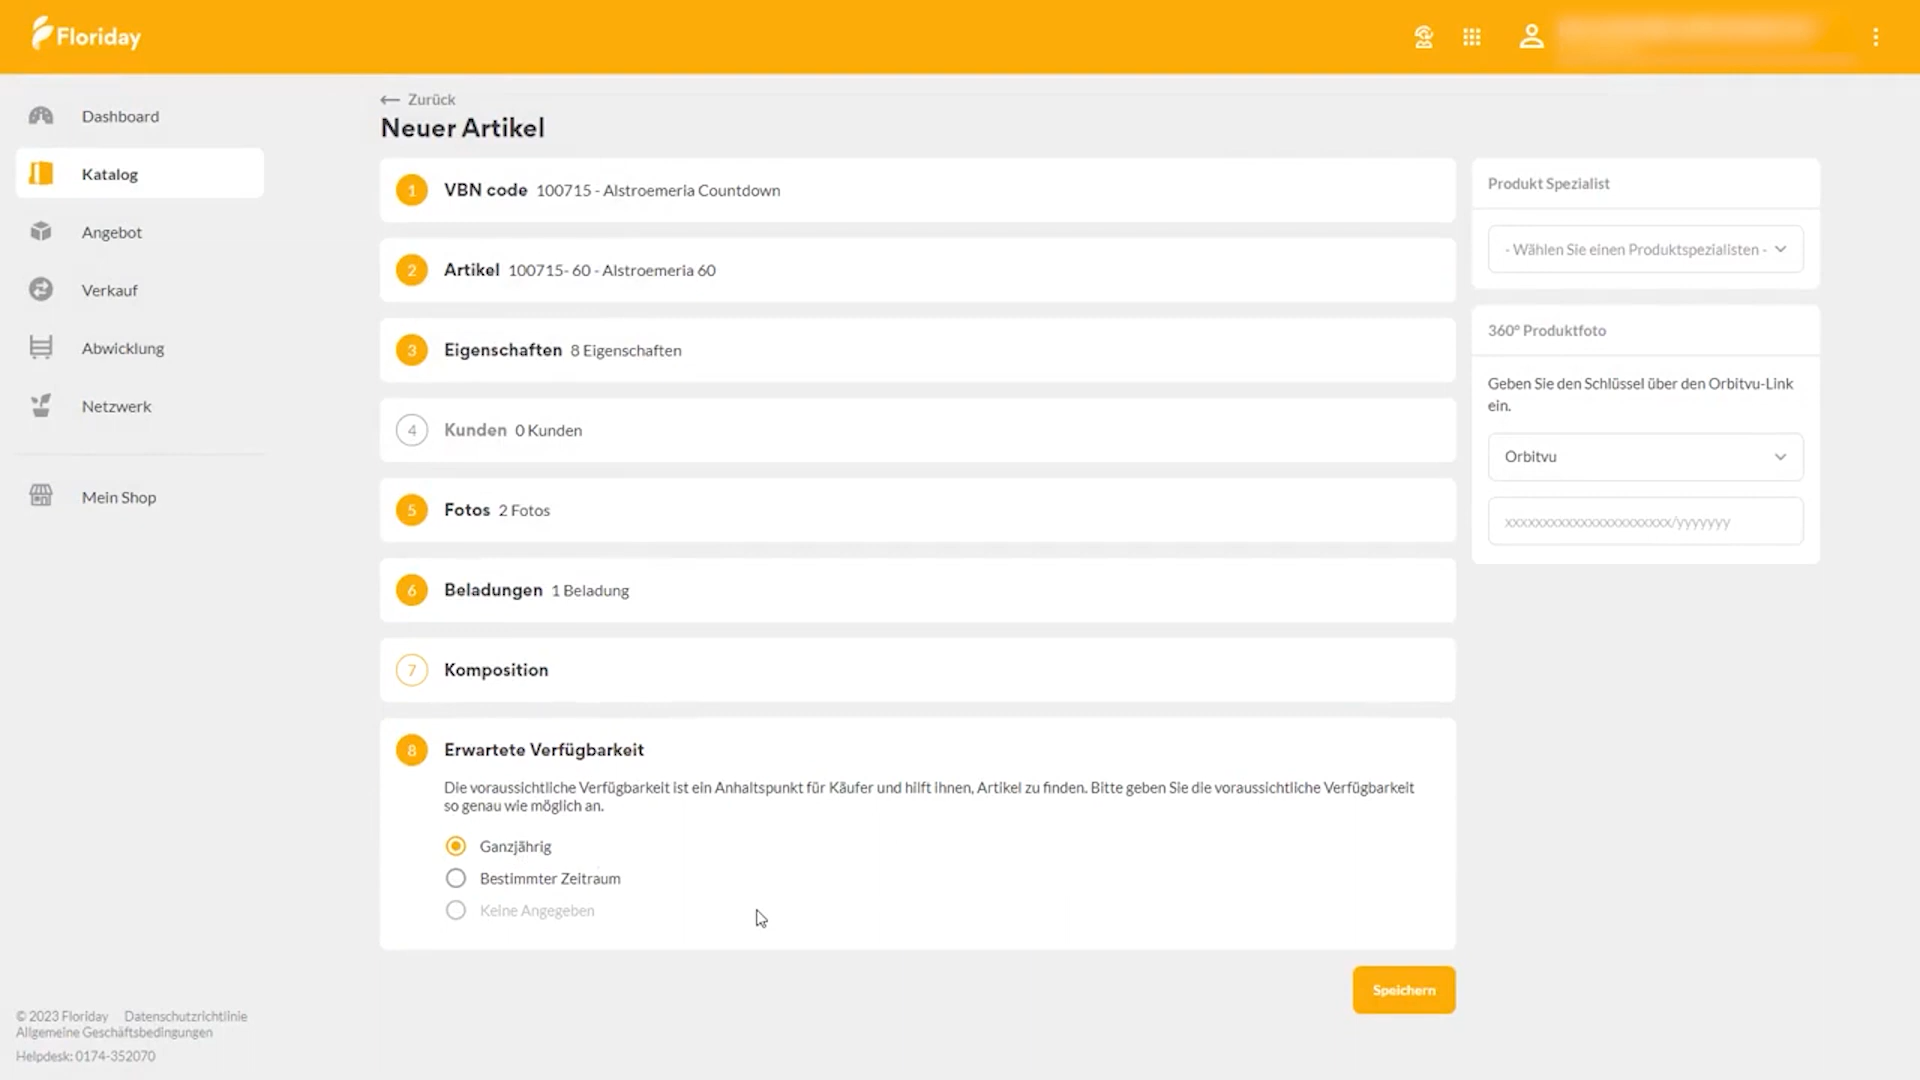 Floriday
Dashboard
Katalog
Angebot
Verkauf
Abwicklung
Netzwerk
Mein Shop
© 2023 Floriday Datenschutzrichtlinie
Allgemeine Geschäftsbedingungen
Helpdesk: 0174-352070
Zurück
Neuer Artikel
1 VBN code 100715 - Alstroemeria Countdown
2 Artikel 100715- 60 - Alstroemeria 60
3 Eigenschaften 8 Eigenschaften
4 Kunden 0 Kunden
5 Fotos 2 Fotos
6 Beladungen 1 Beladung
7 Komposition
8 Erwartete Verfügbarkeit
Die voraussichtliche Verfügbarkeit ist ein Anhaltspunkt für Käufer und hilft ihnen, Artikel zu finden. Bitte geben Sie die voraussichtliche Verfügbarkeit
so genau wie möglich an.
Ganzjährig
Bestimmter Zeitraum
Keine Angegeben
Speichern
Produkt Spezialist
- Wählen Sie einen Produktspezialisten -
360° Produktfoto
Geben Sie den Schlüssel über den Orbitvu-Link
ein.
Orbitvu
xxxxxxxxxxxxxxxxxxxxxxx/yyyyyyy